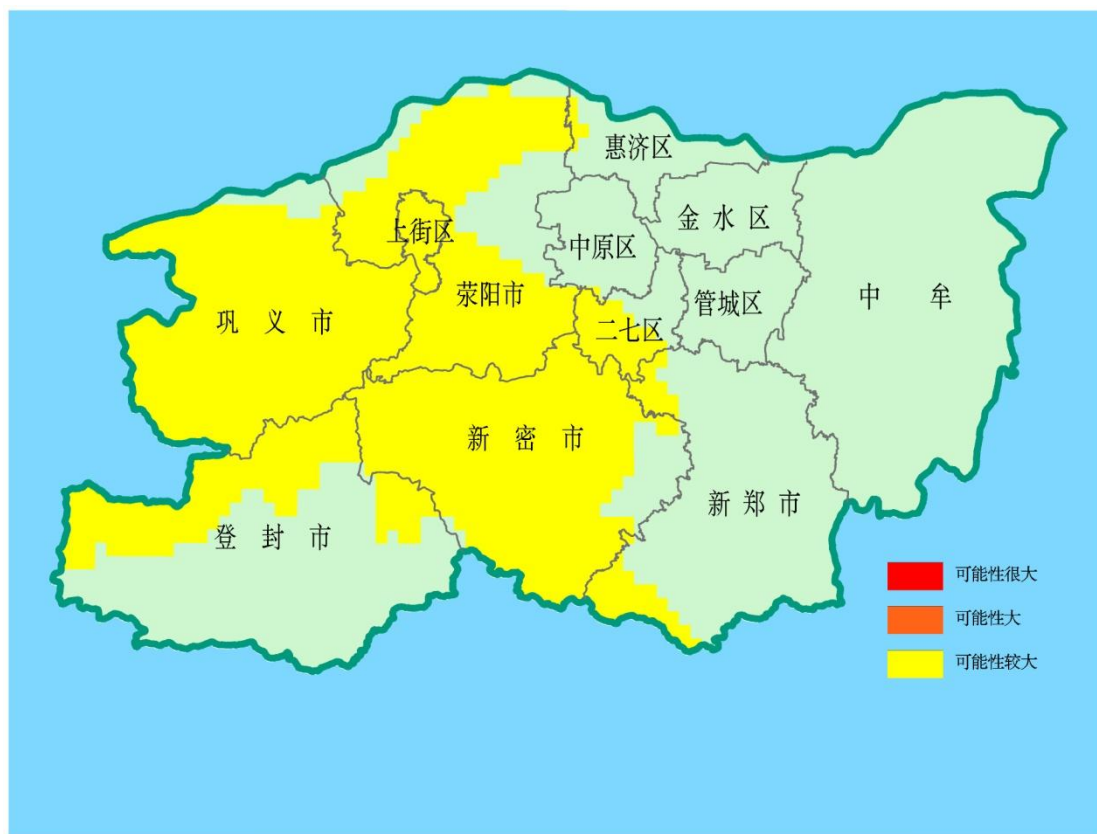 惠济区
金水区
上街区
中原区
荥阳市
管城区
中牟
巩义市
二七区
新密市
新郑市
登封市
可能性很大
可能性大
可能性较大